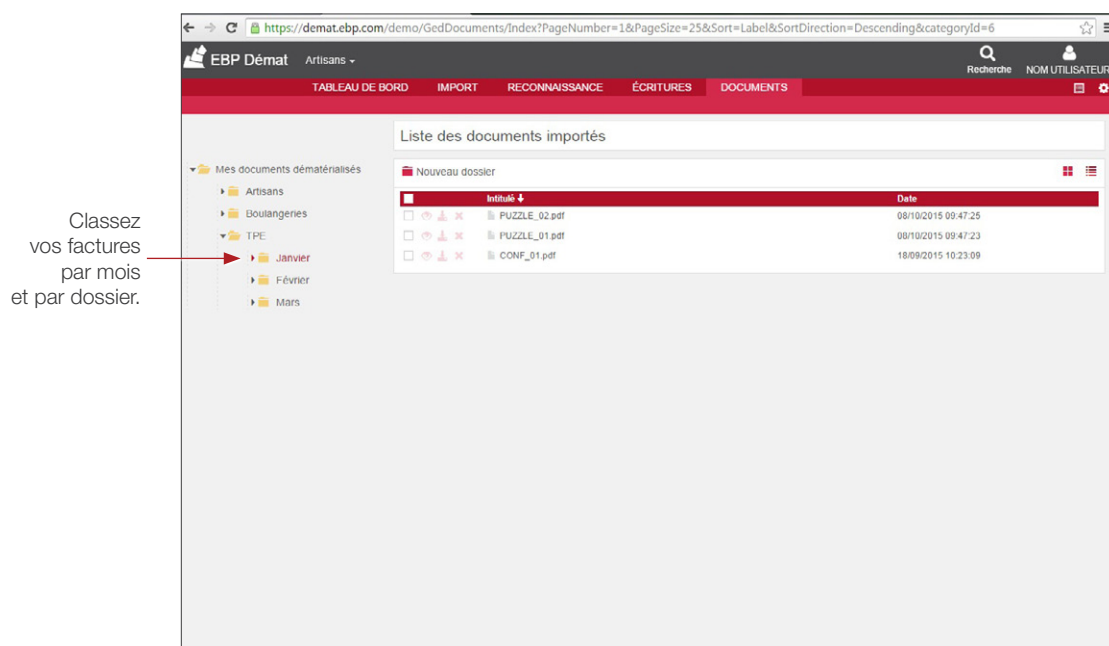 https://demat.ebp.com/demo/GedDocuments/Index?PageNumber=1&PageSize=25&Sort=Label&SortDirection=Descending&categoryId=6
EBP Démat Artisans
Recherche NOM UTILISATEUR
TABLEAU DE BORD IMPORT RECONNAISSANCE ÉCRITURES DOCUMENTS
Liste des documents importés
Mes documents dématérialisés
Artisans
Boulangeries
TPE
Janvier
Février
Mars
Nouveau dossier
Intitulé Date
PUZZLE_02.pdf 08/10/2015 09:47:25
PUZZLE_01.pdf 08/10/2015 09:47:23
CONF_01.pdf 18/09/2015 10:23:09
Classez
vos factures
par mois
et par dossier.